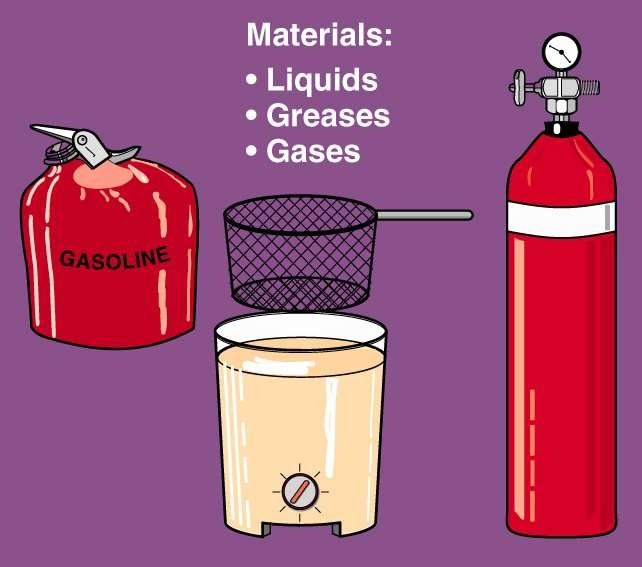 Materials:
• Liquids
• Greases
• Gases
GASOLINE